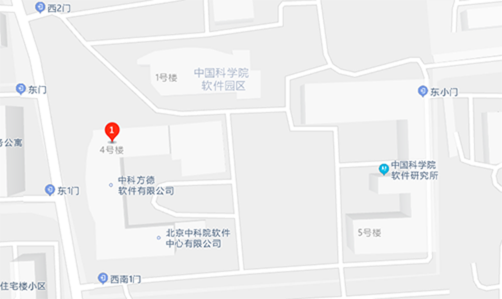 西2门
中国科学院
软件园区
1号楼
东门
东小门
1
4号楼
公寓
中科方德
软件有限公司
中国科学院
软件研究所
东1门
北京中科院软件
中心有限公司
5号楼
西南1门
住宅楼小区